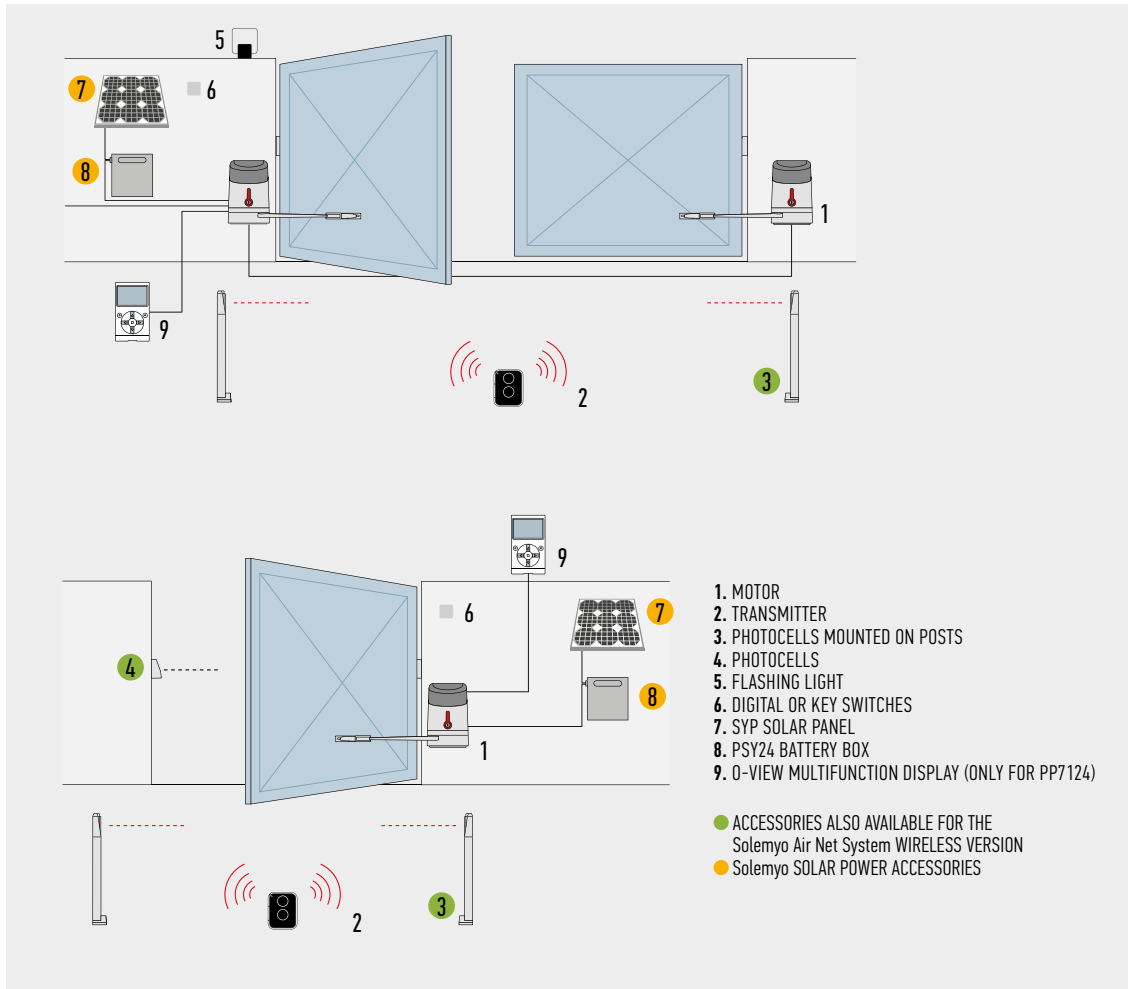 5
7
6
8
1
9
2
3
9
6
7
4
8
1
3
2
1. MOTOR
2. TRANSMITTER
3. PHOTOCELLS MOUNTED ON POSTS
4. PHOTOCELLS
5. FLASHING LIGHT
6. DIGITAL OR KEY SWITCHES
7. SYP SOLAR PANEL
8. PSY24 BATTERY BOX
9. O-VIEW MULTIFUNCTION DISPLAY (ONLY FOR PP7124)
ACCESSORIES ALSO AVAILABLE FOR THE
Solemyo Air Net System WIRELESS VERSION
Solemyo SOLAR POWER ACCESSORIES